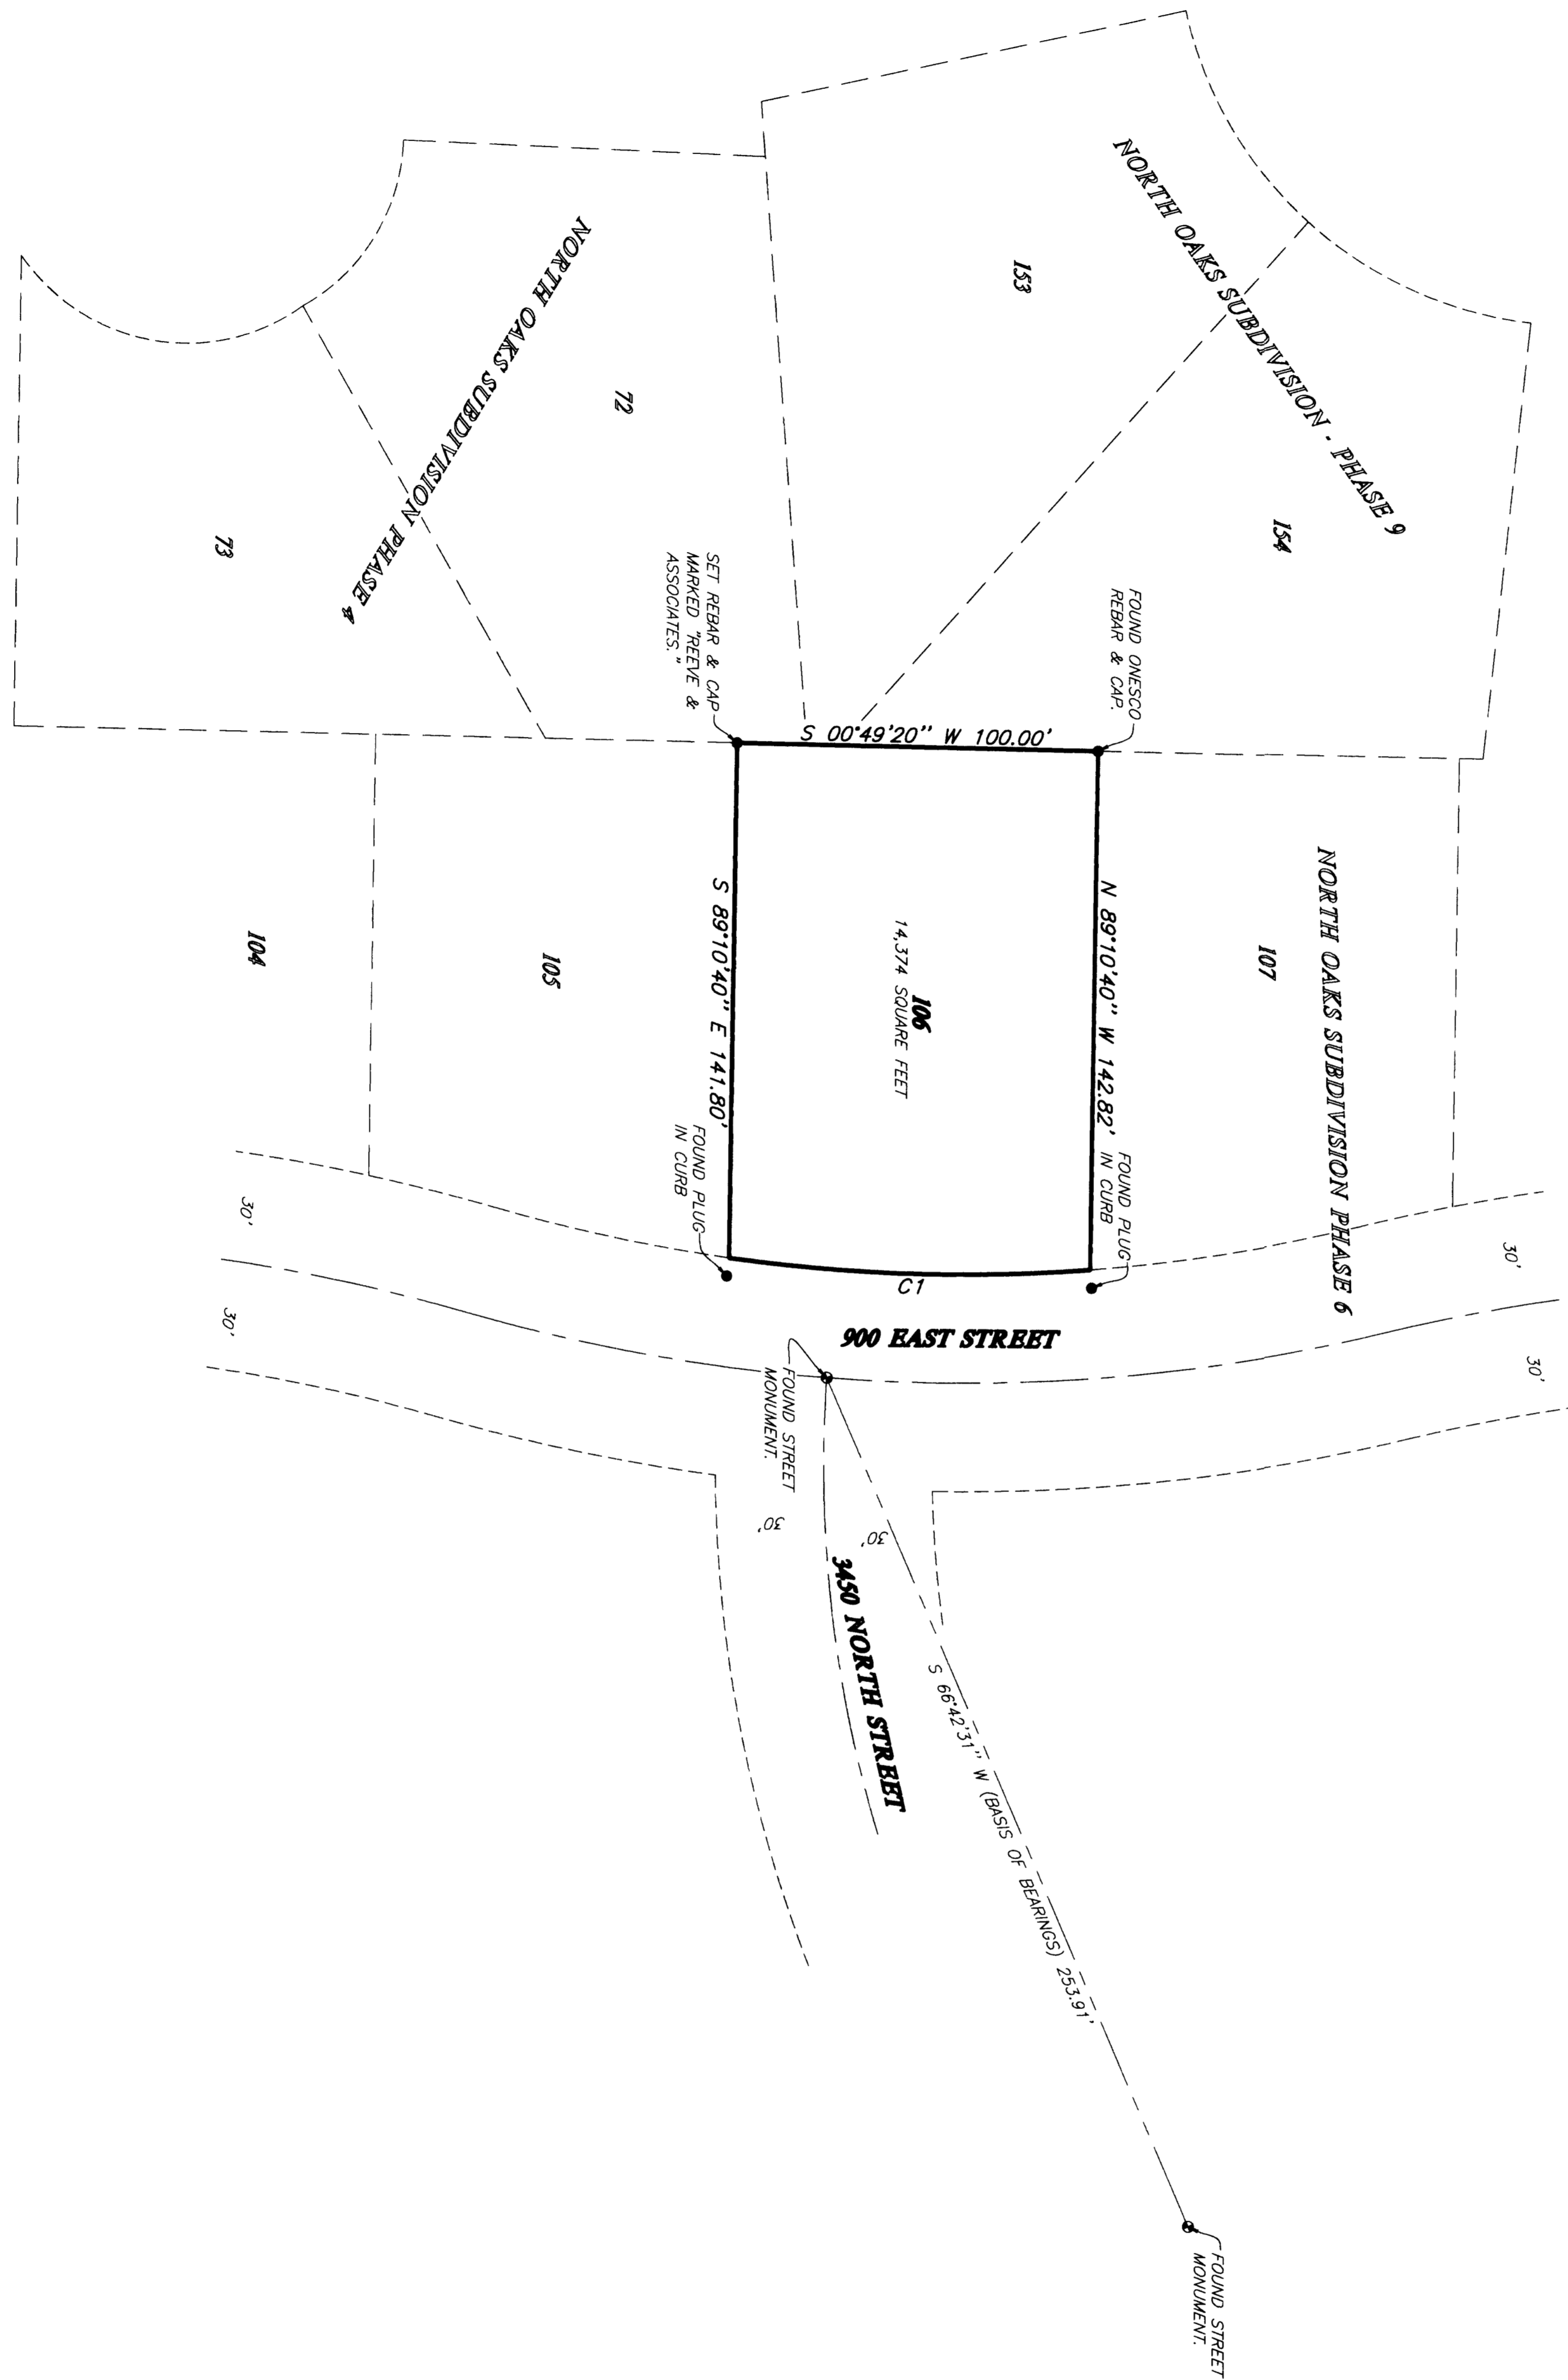 NORTH OAKS SUBDIVISION - PHASE 9
153
154
NORTH OAKS SUBDIVISION PHASE 4
72
73
FOUND ONESCO
REBAR & CAP.
SET REBAR & CAP
MARKED "REEVE &
ASSOCIATES."
S 00°49'20" W 100.00'
NORTH OAKS SUBDIVISION PHASE 6
107
N 89°10'40" W 142.82'
106
14,374 SQUARE FEET
S 89°10'40" E 141.80'
105
104
FOUND PLUG
IN CURB
FOUND PLUG
IN CURB
C1
30'
30'
30'
30'
900 EAST STREET
FOUND STREET
MONUMENT.
30'
30'
3450 NORTH STREET
S 66°42'31" W (BASIS OF BEARINGS) 253.91'
FOUND STREET
MONUMENT.